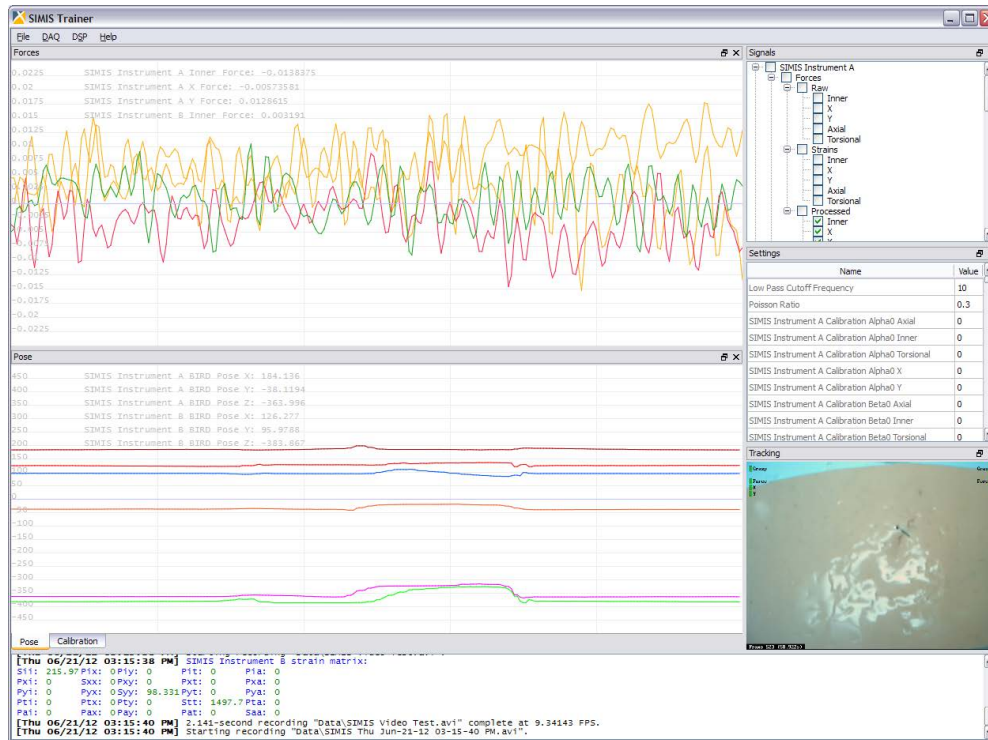 SIMIS Trainer
File DAQ DSP Help
Forces
0.0225
0.02
0.0175
0.015
0.0125
0.0075
0.005
-0.0075
-0.0125
-0.015
-0.0175
-0.02
-0.0225
SIMIS Instrument A Inner Force: -0.0138375
SIMIS Instrument A X Force: -0.00573581
SIMIS Instrument A Y Force: 0.0128615
SIMIS Instrument B Inner Force: 0.003191
Pose
450
400
350
300
250
200
150
100
50
0
-50
-100
-150
-200
-250
-300
-350
-400
-450
SIMIS Instrument A BIRD Pose X: 184.136
SIMIS Instrument A BIRD Pose Y: -38.1194
SIMIS Instrument A BIRD Pose Z: -363.996
SIMIS Instrument B BIRD Pose X: 126.277
SIMIS Instrument B BIRD Pose Y: 95.9788
SIMIS Instrument B BIRD Pose Z: -383.867
Pose Calibration
Signals
SIMIS Instrument A
Forces
Raw
Inner
X
Y
Axial
Torsional
Strains
Inner
X
Y
Axial
Torsional
Processed
Inner
X
Y
Settings
Name Value
Low Pass Cutoff Frequency 10
Poisson Ratio 0.3
SIMIS Instrument A Calibration Alpha0 Axial 0
SIMIS Instrument A Calibration Alpha0 Inner 0
SIMIS Instrument A Calibration Alpha0 Torsional 0
SIMIS Instrument A Calibration Alpha0 X 0
SIMIS Instrument A Calibration Alpha0 Y 0
SIMIS Instrument A Calibration Beta0 Axial 0
SIMIS Instrument A Calibration Beta0 Inner 0
SIMIS Instrument A Calibration Beta0 Torsional 0
Tracking
Grasp
Force
X
Y
Frame 523 (58.922s)
[Thu 06/21/12 03:15:38 PM] SIMIS Instrument B strain matrix:
Sii: 215.97 Pix: 0 Piy: 0 Pit: 0 Pia: 0
Pxi: 0 Sxx: 0 Pxy: 0 Pxt: 0 Pxa: 0
Pyi: 0 Pyx: 0 Syy: 98.331 Pyt: 0 Pya: 0
Pti: 0 Ptx: 0 Pty: 0 Stt: 1497.7 Pta: 0
Pai: 0 Pax: 0 Pay: 0 Pat: 0 Saa: 0
[Thu 06/21/12 03:15:40 PM] 2.141-second recording "Data\SIMIS Video Test.avi" complete at 9.34143 FPS.
[Thu 06/21/12 03:15:40 PM] Starting recording "Data\SIMIS Thu Jun-21-12 03-15-40 PM.avi".